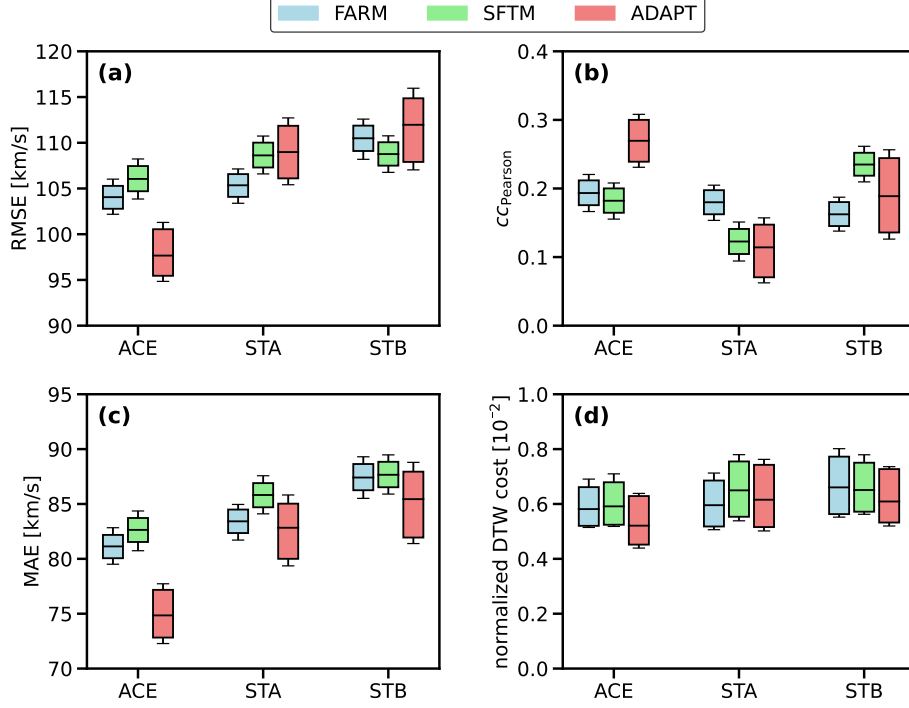 FARM SFTM ADAPT
(a)
RMSE [km/s]
120
115
110
105
100
95
90
ACE STA STB
(b)
ccPearson
0.4
0.3
0.2
0.1
0.0
ACE STA STB
(c)
MAE [km/s]
95
90
85
80
75
70
ACE STA STB
(d)
normalized DTW cost [10⁻²]
1.0
0.8
0.6
0.4
0.2
0.0
ACE STA STB